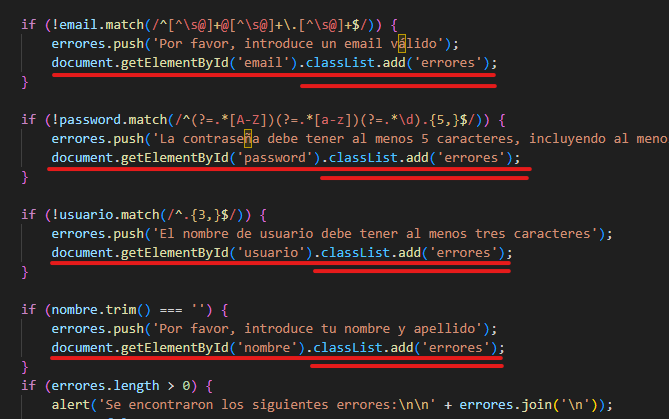 if (!email.match(/^[^\s@]+@[^\s@]+\.[^\s@]+$/)) {
errores.push('Por favor, introduce un email válido');
document.getElementById('email').classList.add('errores');
}
if (!password.match(/^(?=.*[A-Z])(?=.*[a-z])(?=.*\d).{5,}$/)) {
errores.push('La contraseña debe tener al menos 5 caracteres, incluyendo al meno
document.getElementById('password').classList.add('errores');
}
if (!usuario.match(/^.{3,}$/)) {
errores.push('El nombre de usuario debe tener al menos tres caracteres');
document.getElementById('usuario').classList.add('errores');
}
if (nombre.trim() === '') {
errores.push('Por favor, introduce tu nombre y apellido');
document.getElementById('nombre').classList.add('errores');
}
if (errores.length > 0) {
alert('Se encontraron los siguientes errores:\n\n' + errores.join('\n'));